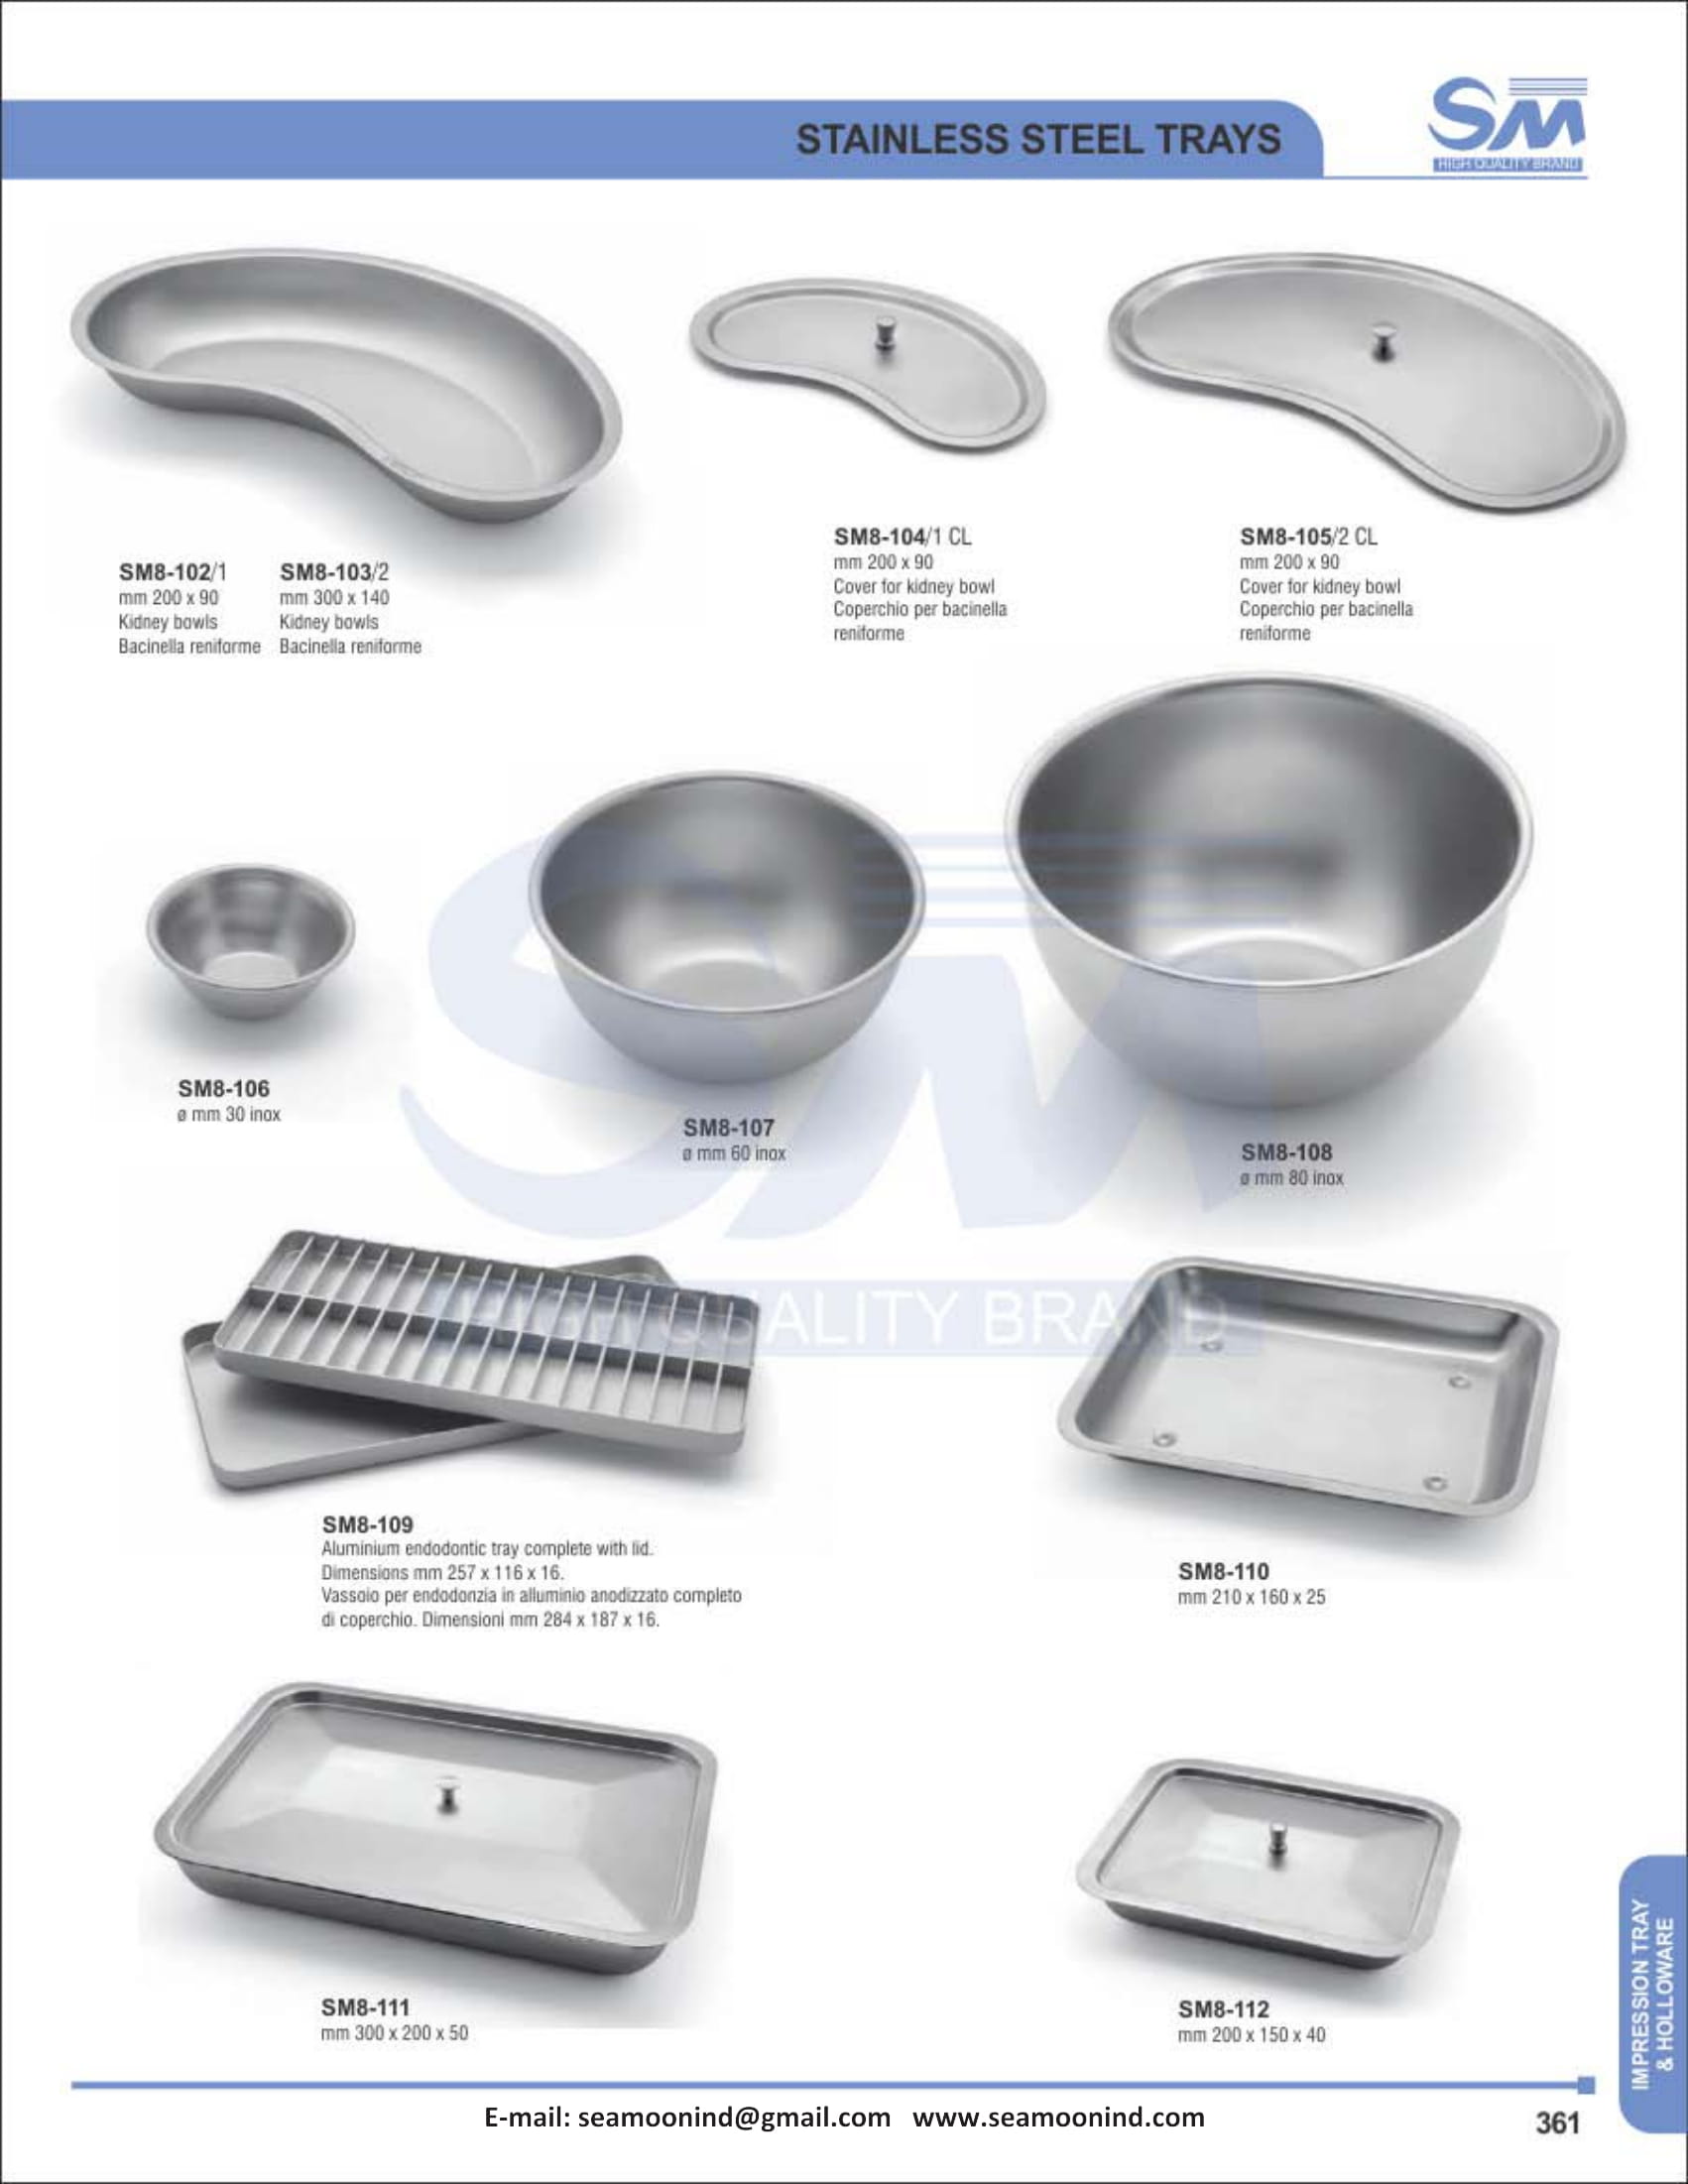 STAINLESS STEEL TRAYS
SM
HIGH QUALITY BRAND
SM8-102/1
mm 200 x 90
Kidney bowls
Bacinella reniforme
SM8-103/2
mm 300 x 140
Kidney bowls
Bacinella reniforme
SM8-104/1 CL
mm 200 x 90
Cover for kidney bowl
Coperchio per bacinella
reniforme
SM8-105/2 CL
mm 200 x 90
Cover for kidney bowl
Coperchio per bacinella
reniforme
SM8-106
ø mm 30 inox
SM8-107
ø mm 60 inox
SM8-108
ø mm 80 inox
SM
HIGH QUALITY BRAND
SM8-109
Aluminium endodontic tray complete with lid.
Dimensions mm 257 x 116 x 16.
Vassoio per endodonzia in alluminio anodizzato completo
di coperchio. Dimensioni mm 284 x 187 x 16.
SM8-110
mm 210 x 160 x 25
SM8-111
mm 300 x 200 x 50
SM8-112
mm 200 x 150 x 40
IMPRESSION TRAY
& HOLLOWARE
E-mail: seamoonind@gmail.com www.seamoonind.com
361